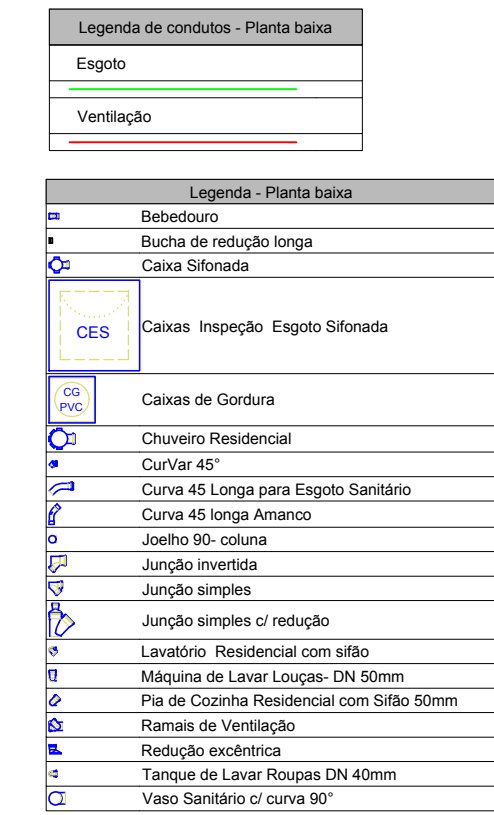 Legenda de condutos - Planta baixa
Esgoto
Ventilação
Legenda - Planta baixa
Bebedouro
Bucha de redução longa
Caixa Sifonada
CES
Caixas Inspeção Esgoto Sifonada
CG
PVC
Caixas de Gordura
Chuveiro Residencial
CurVar 45°
Curva 45 Longa para Esgoto Sanitário
Curva 45 longa Amanco
Joelho 90- coluna
Junção invertida
Junção simples
Junção simples c/ redução
Lavatório Residencial com sifão
Máquina de Lavar Louças- DN 50mm
Pia de Cozinha Residencial com Sifão 50mm
Ramais de Ventilação
Redução excêntrica
Tanque de Lavar Roupas DN 40mm
Vaso Sanitário c/ curva 90°